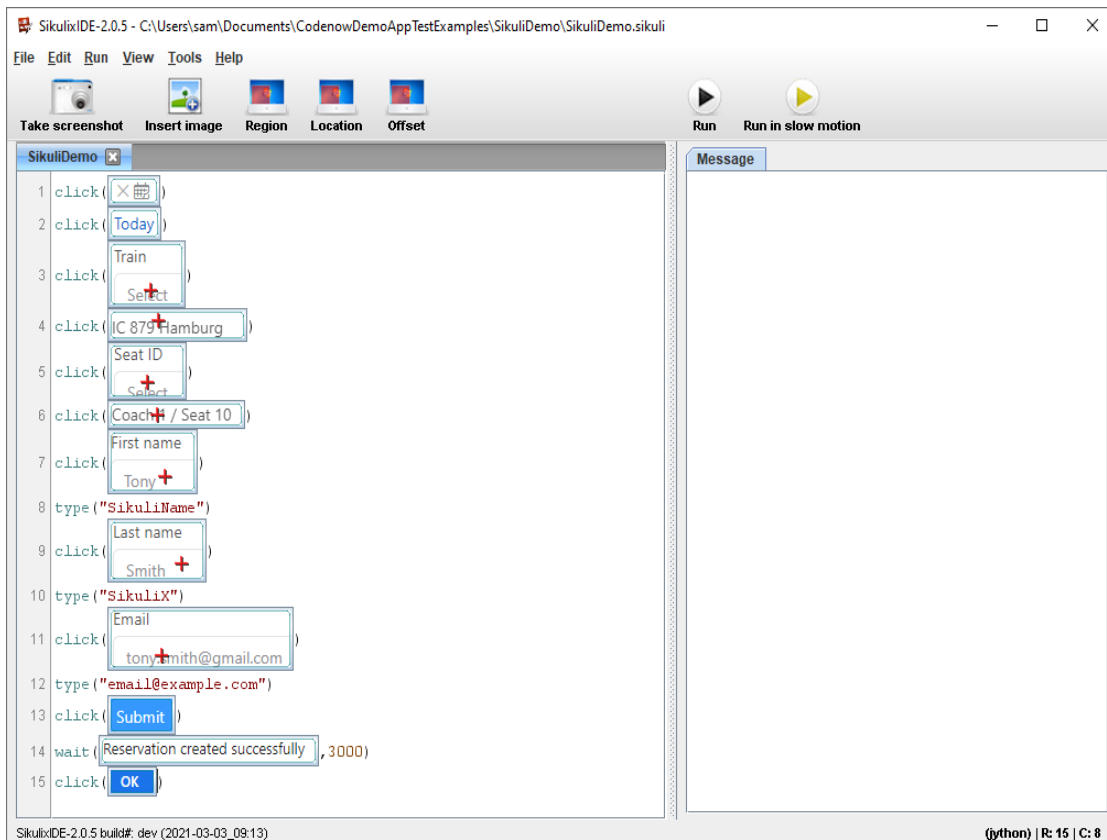 SikulixIDE-2.0.5 - C:\Users\sam\Documents\CodenowDemoAppTestExamples\SikuliDemo\SikuliDemo.sikuli
File Edit Run View Tools Help
Take screenshot Insert image Region Location Offset Run Run in slow motion
SikuliDemo
Message
1 click( )
2 click( Today )
3 click( Train
Select )
4 click( IC 879 Hamburg )
5 click( Seat ID
Select )
6 click( Coach 1 / Seat 10 )
7 click( First name
Tony )
8 type("SikuliName")
9 click( Last name
Smith )
10 type("SikuliX")
11 click( Email
tony.smith@gmail.com )
12 type("email@example.com")
13 click( Submit )
14 wait( Reservation created successfully ,3000)
15 click( OK )
SikulixIDE-2.0.5 build#: dev (2021-03-03_09:13) (jython) | R: 15 | C: 8